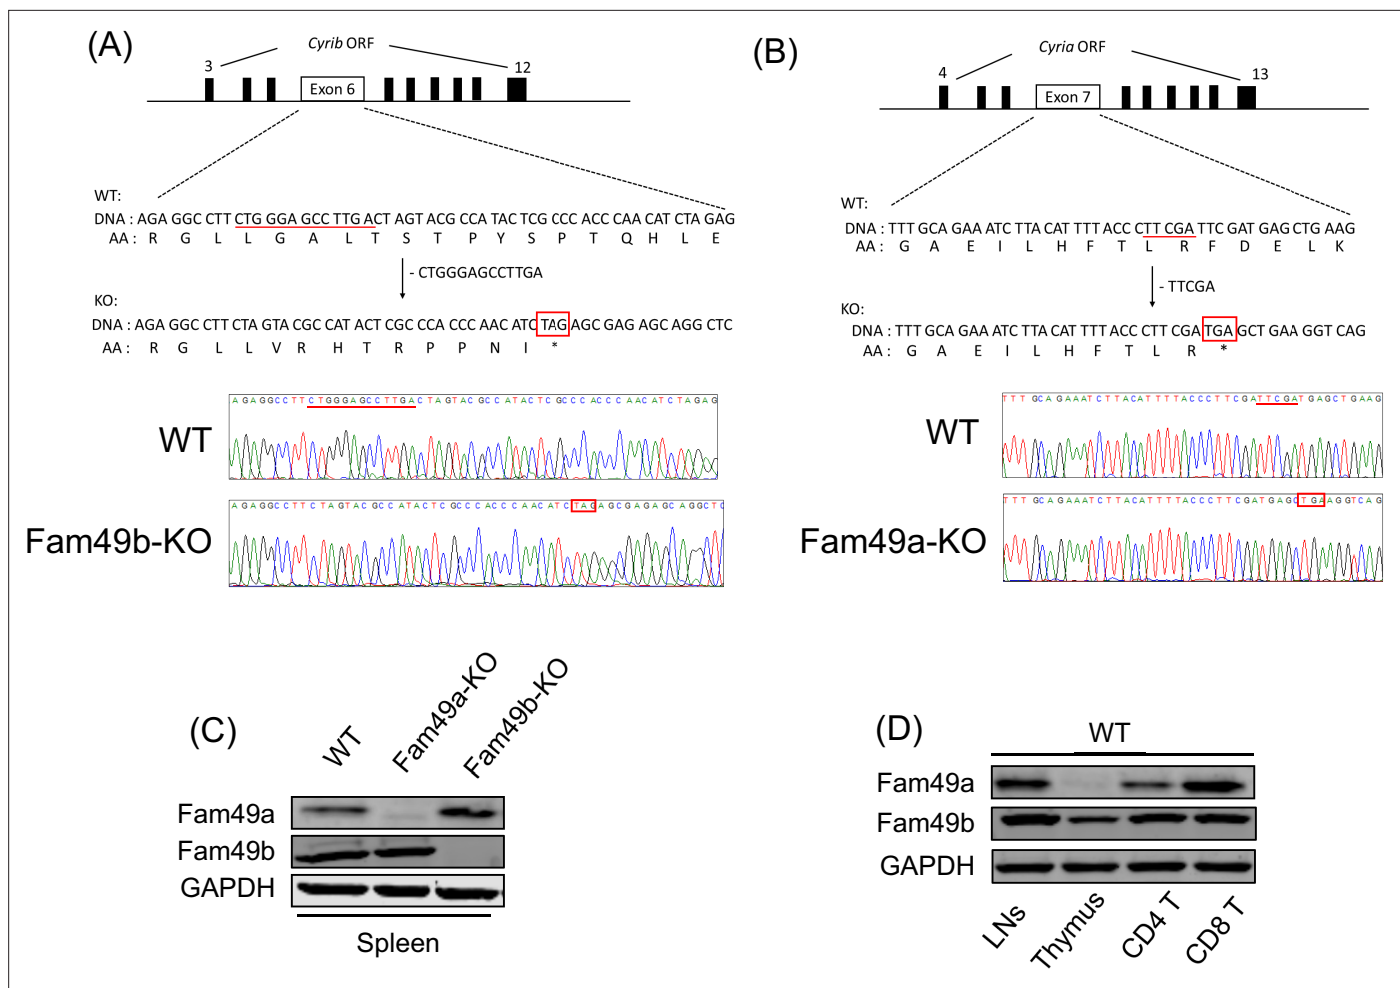 (A)
Cyrib ORF
3
12
Exon 6
WT:
DNA : AGA GGC CTT CTG GGA GCC TTG ACT AGT ACG CCA TAC TCG CCC ACC CAA CAT CTA GAG
AA : R G L L G A L T S T P Y S P T Q H L E
- CTGGGAGCCTTGA
KO:
DNA : AGA GGC CTT CTA GTA CGC CAT ACT CGC CCA CCC AAC ATC TAG AGC GAG AGC AGG CTC
AA : R G L L V R H T R P P N I *
WT
AGAGGCCTTCTGGGAGCCTTGACTAGTACGCCATACTCGCCCACCCAACATCTAGAG
Fam49b-KO
AGAGGCCTTCTAGTACGCCATACTCGCCCACCCAACATCTAGAGCGAGAGCAGGCTC
(B)
Cyria ORF
4
13
Exon 7
WT:
DNA : TTT GCA GAA ATC TTA CAT TTT ACC CTT CGA TTC GAT GAG CTG AAG
AA : G A E I L H F T L R F D E L K
- TTCGA
KO:
DNA : TTT GCA GAA ATC TTA CAT TTT ACC CTT CGA TGA GCT GAA GGT CAG
AA : G A E I L H F T L R *
WT
TTTGCAGAAATCTTACATTTTACCCTTCGATTCGATGAGCTGAAG
Fam49a-KO
TTTGCAGAAATCTTACATTTTACCCTTCGATGAGCTGAAGGTCAG
(C)
WT
Fam49a-KO
Fam49b-KO
Fam49a
Fam49b
GAPDH
Spleen
(D)
WT
Fam49a
Fam49b
GAPDH
LNs
Thymus
CD4 T
CD8 T